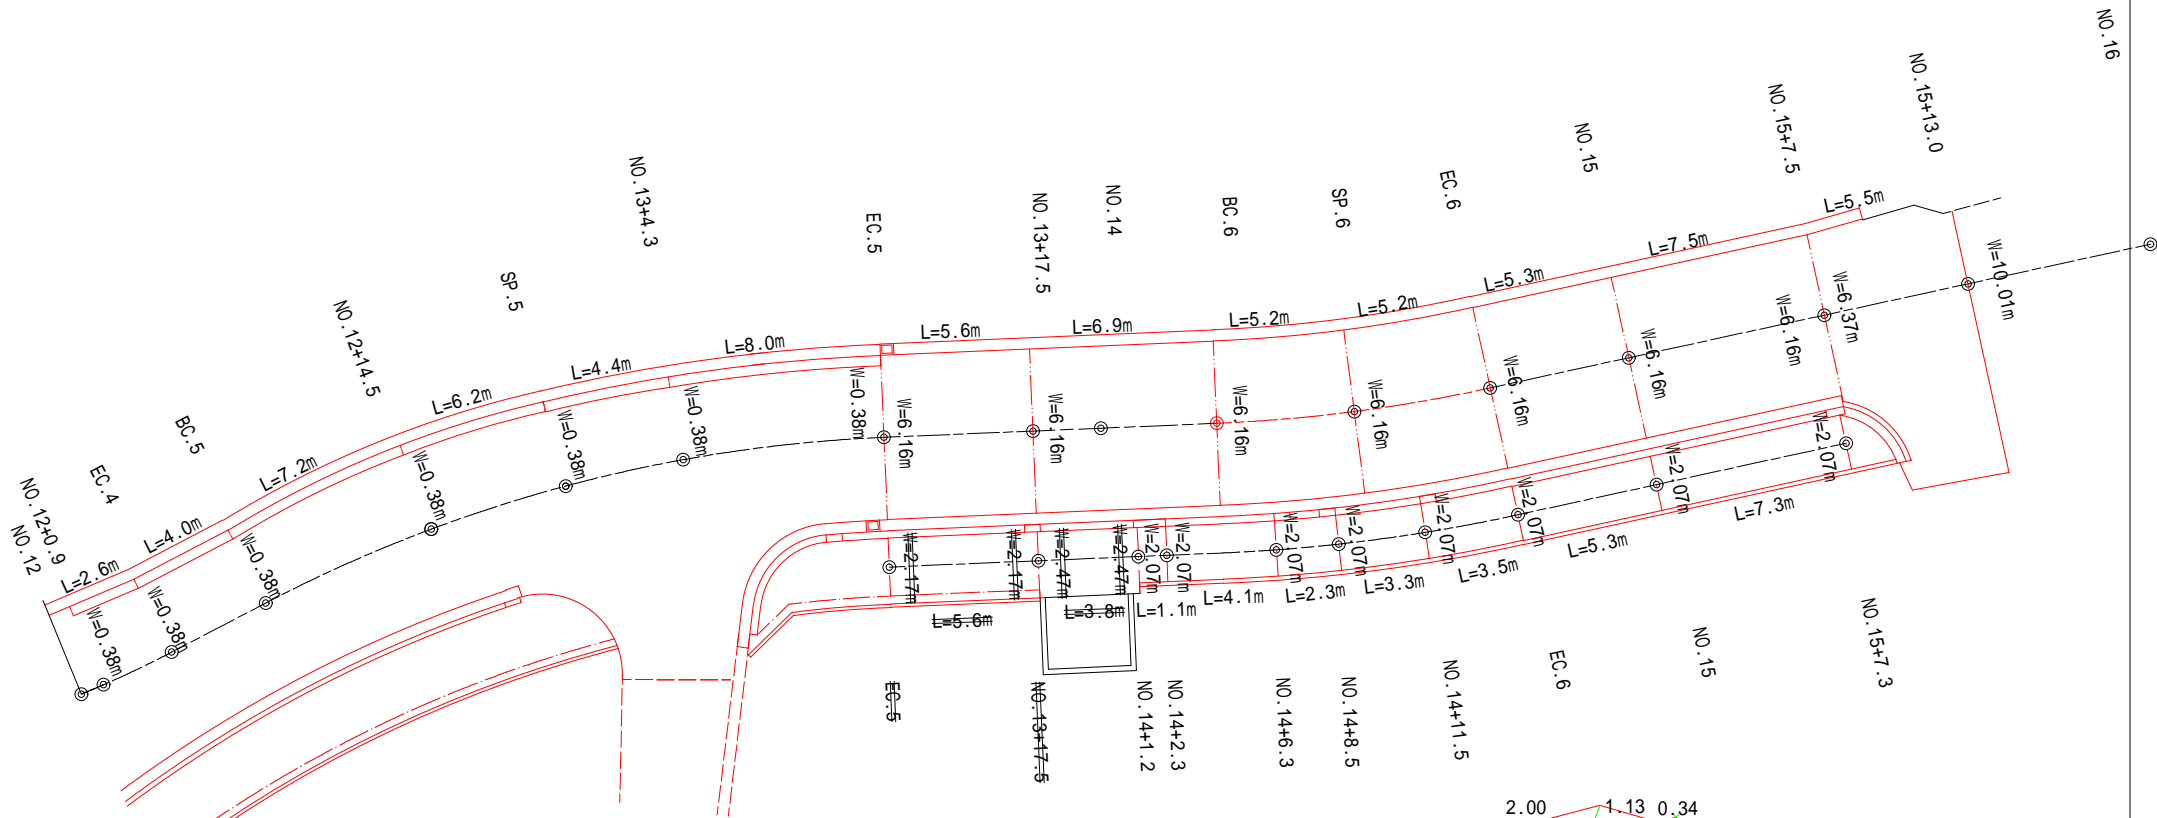 NO.16
NO.15+13.0
NO.15+7.5
NO.15
EC.6
SP.6
BC.6
NO.14
NO.13+17.5
EC.5
NO.13+4.3
SP.5
NO.12+14.5
BC.5
EC.4
NO.12+0.9
NO.12
L=2.6m
L=4.0m
L=7.2m
L=6.2m
L=4.4m
L=8.0m
L=5.6m
L=6.9m
L=5.2m
L=5.2m
L=5.3m
L=7.5m
L=5.5m
W=0.38m
W=0.38m
W=0.38m
W=0.38m
W=0.38m
W=0.38m
W=0.38m
W=6.16m
W=6.16m
W=6.16m
W=6.16m
W=6.16m
W=6.16m
W=6.16m
W=6.37m
W=10.01m
W=2.17m
W=2.17m
W=2.47m
W=2.47m
W=2.07m
W=2.07m
W=2.07m
W=2.07m
W=2.07m
W=2.07m
W=2.07m
W=2.07m
L=5.6m
L=3.8m
L=1.1m
L=4.1m
L=2.3m
L=3.3m
L=3.5m
L=5.3m
L=7.3m
EC.5
NO.13+17.5
NO.14+1.2
NO.14+2.3
NO.14+6.3
NO.14+8.5
NO.14+11.5
EC.6
NO.15
NO.15+7.3
2.00
1.13
0.34